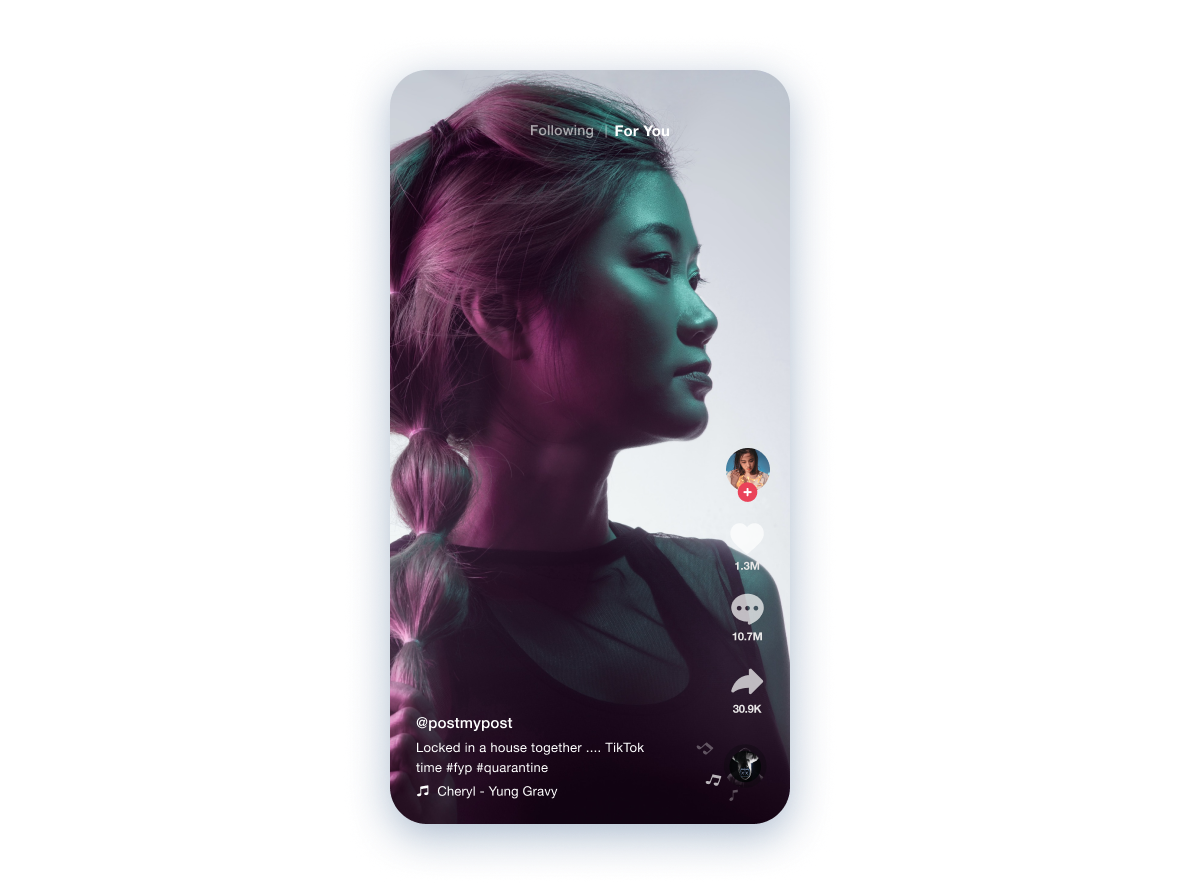 Following | For You
1.3M
10.7M
30.9K
@postmypost
Locked in a house together .... TikTok
time #fyp #quarantine
Cheryl - Yung Gravy